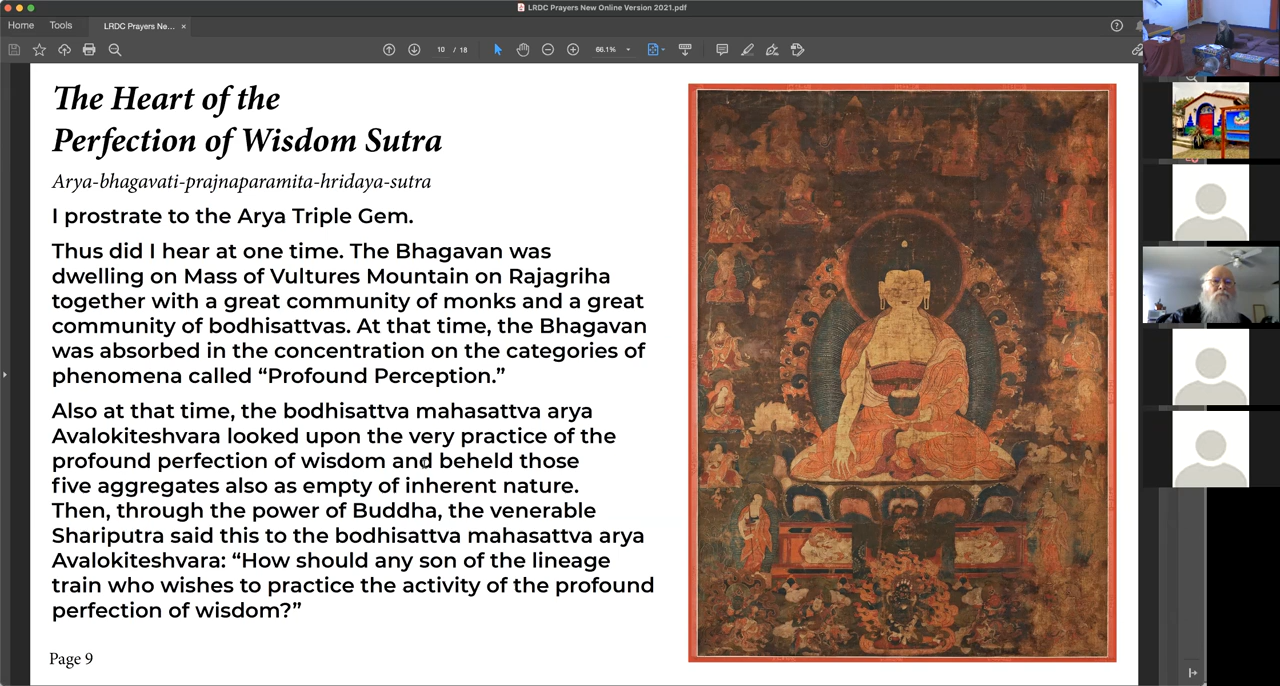 LRDC Prayers New Online Version 2021.pdf
Home Tools LRDC Prayers Ne... ×
10 / 18 66.1%
The Heart of the
Perfection of Wisdom Sutra
Arya-bhagavati-prajnaparamita-hridaya-sutra
I prostrate to the Arya Triple Gem.
Thus did I hear at one time. The Bhagavan was
dwelling on Mass of Vultures Mountain on Rajagriha
together with a great community of monks and a great
community of bodhisattvas. At that time, the Bhagavan
was absorbed in the concentration on the categories of
phenomena called “Profound Perception.”
Also at that time, the bodhisattva mahasattva arya
Avalokiteshvara looked upon the very practice of the
profound perfection of wisdom and beheld those
five aggregates also as empty of inherent nature.
Then, through the power of Buddha, the venerable
Shariputra said this to the bodhisattva mahasattva arya
Avalokiteshvara: “How should any son of the lineage
train who wishes to practice the activity of the profound
perfection of wisdom?”
Page 9